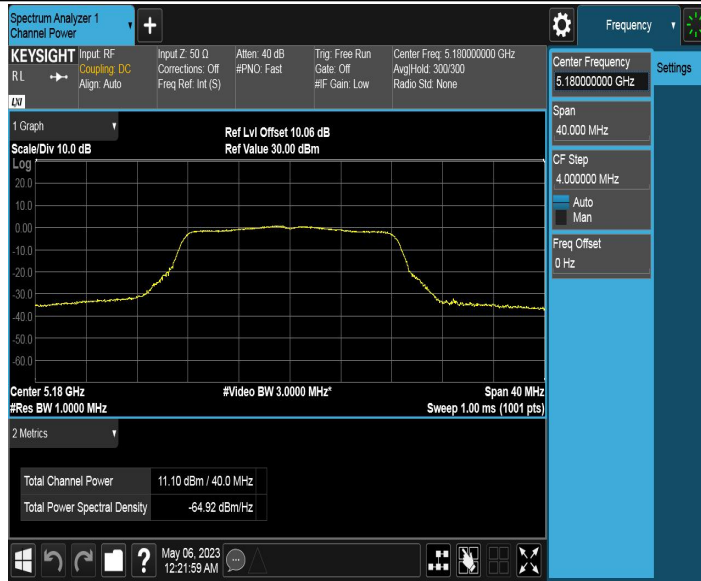 Spectrum Analyzer 1
Channel Power
+
Frequency
KEYSIGHT
RL
LXI
Input: RF
Coupling: DC
Align: Auto
Input Z: 50 Ω
Corrections: Off
Freq Ref: Int (S)
Atten: 40 dB
#PNO: Fast
Trig: Free Run
Gate: Off
#IF Gain: Low
Center Freq: 5.180000000 GHz
Avg|Hold: 300/300
Radio Std: None
Center Frequency
5.180000000 GHz
Settings
Span
40.000 MHz
CF Step
4.000000 MHz
Auto
Man
Freq Offset
0 Hz
1 Graph
Scale/Div 10.0 dB
Ref Lvl Offset 10.06 dB
Ref Value 30.00 dBm
Log
20.0
10.0
0.00
-10.0
-20.0
-30.0
-40.0
-50.0
-60.0
Center 5.18 GHz
#Video BW 3.0000 MHz*
Span 40 MHz
#Res BW 1.0000 MHz
Sweep 1.00 ms (1001 pts)
2 Metrics
Total Channel Power 11.10 dBm / 40.0 MHz
Total Power Spectral Density -64.92 dBm/Hz
?
May 06, 2023
12:21:59 AM